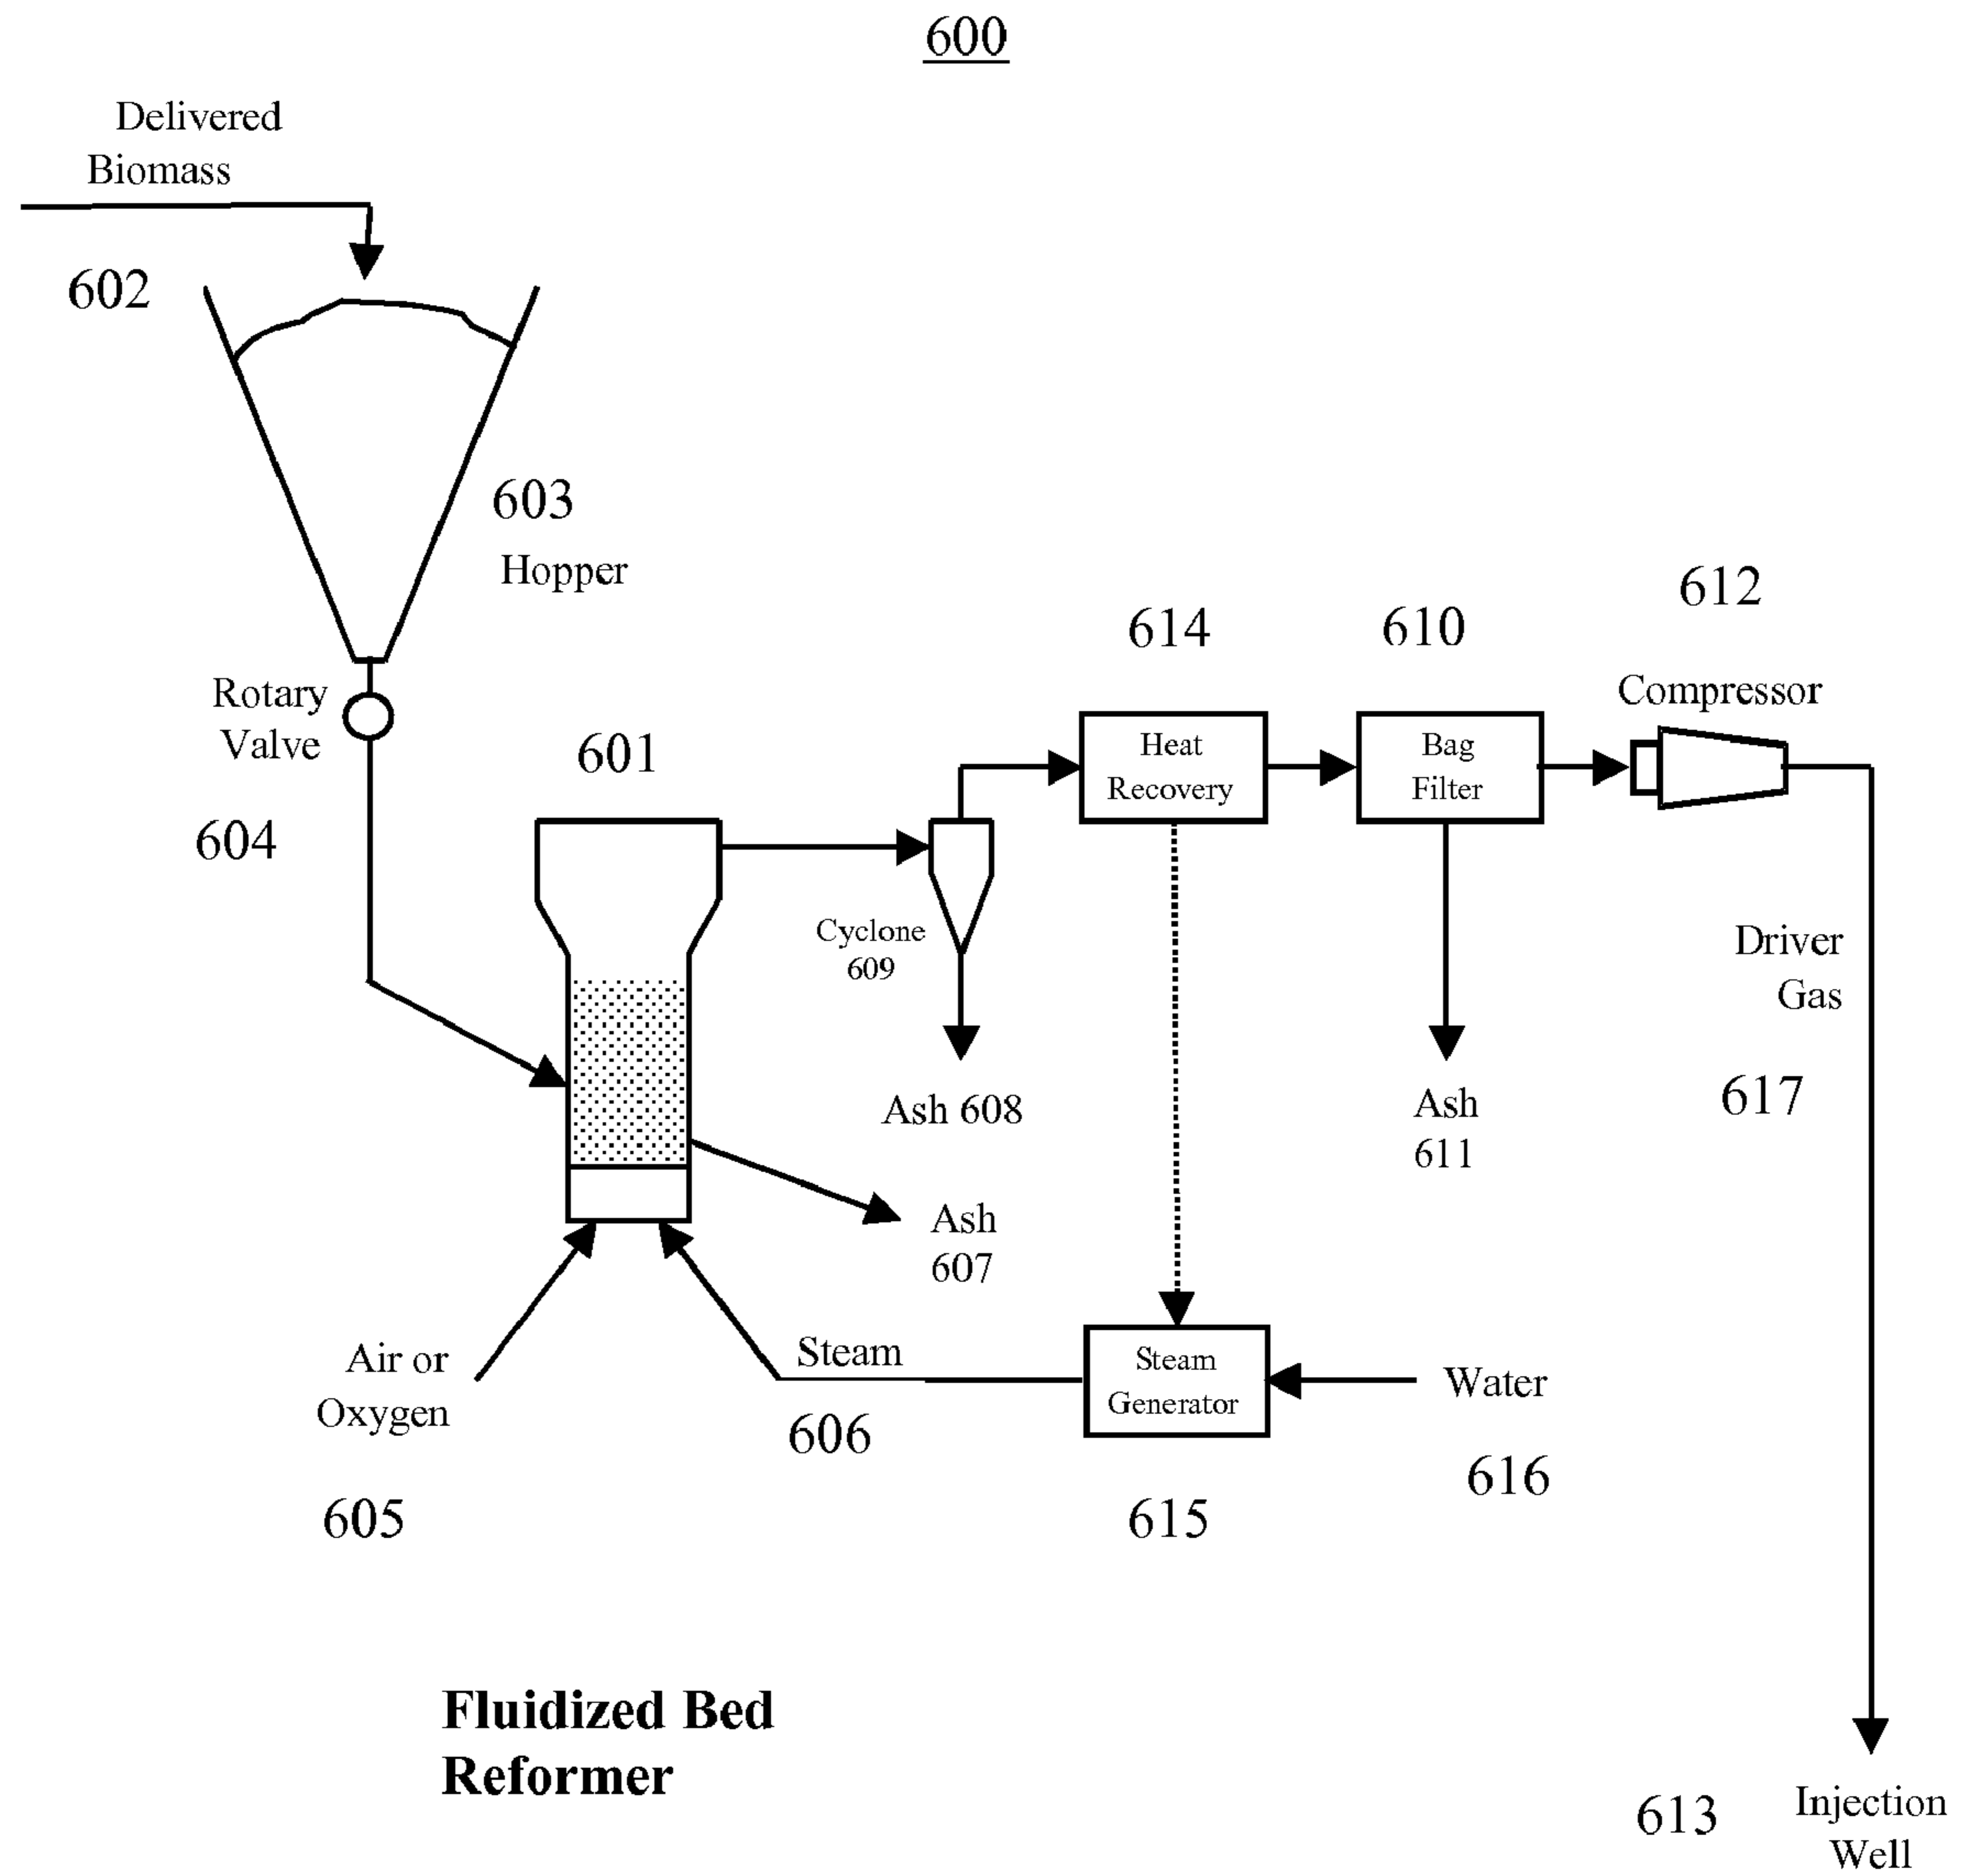 600
Delivered
Biomass
602
603
Hopper
Rotary
Valve
604
601
614
610
612
Compressor
Heat
Recovery
Bag
Filter
Cyclone
609
Driver
Gas
617
Ash 608
Ash
611
Ash
607
Air or
Oxygen
605
Steam
606
Steam
Generator
615
Water
616
Fluidized Bed
Reformer
613
Injection
Well